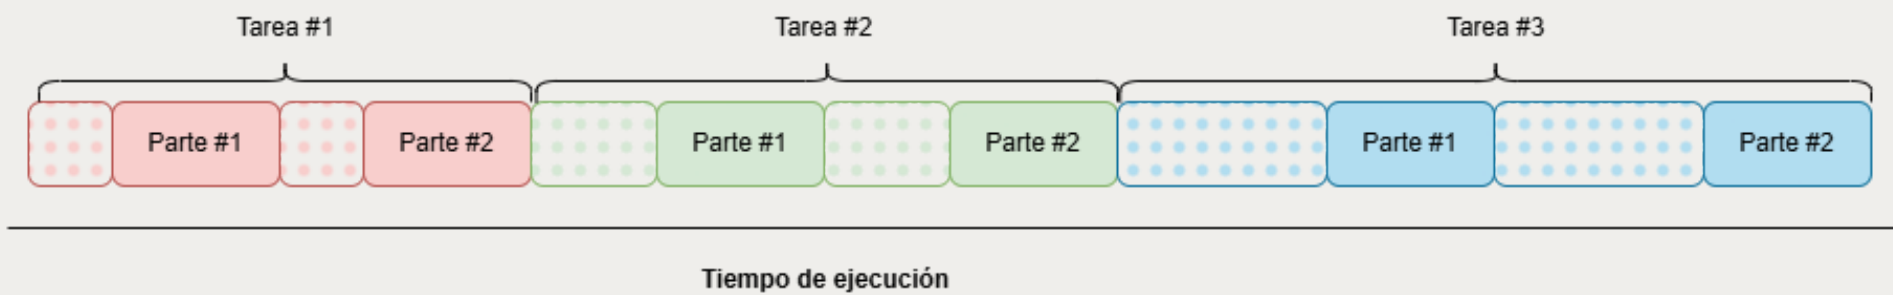 Tarea #1
Tarea #2
Tarea #3
Parte #1
Parte #2
Parte #1
Parte #2
Parte #1
Parte #2
Tiempo de ejecución